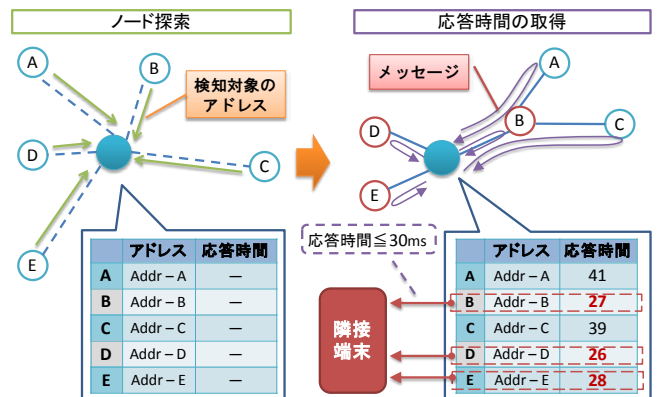 ノード探索
応答時間の取得
A
B
検知対象の
アドレス
D
C
E
メッセージ
A
B
C
D
E
応答時間≦30ms
隣接
端末
アドレス 応答時間
A Addr – A —
B Addr – B —
C Addr – C —
D Addr – D —
E Addr – E —
アドレス 応答時間
A Addr – A 41
B Addr – B 27
C Addr – C 39
D Addr – D 26
E Addr – E 28